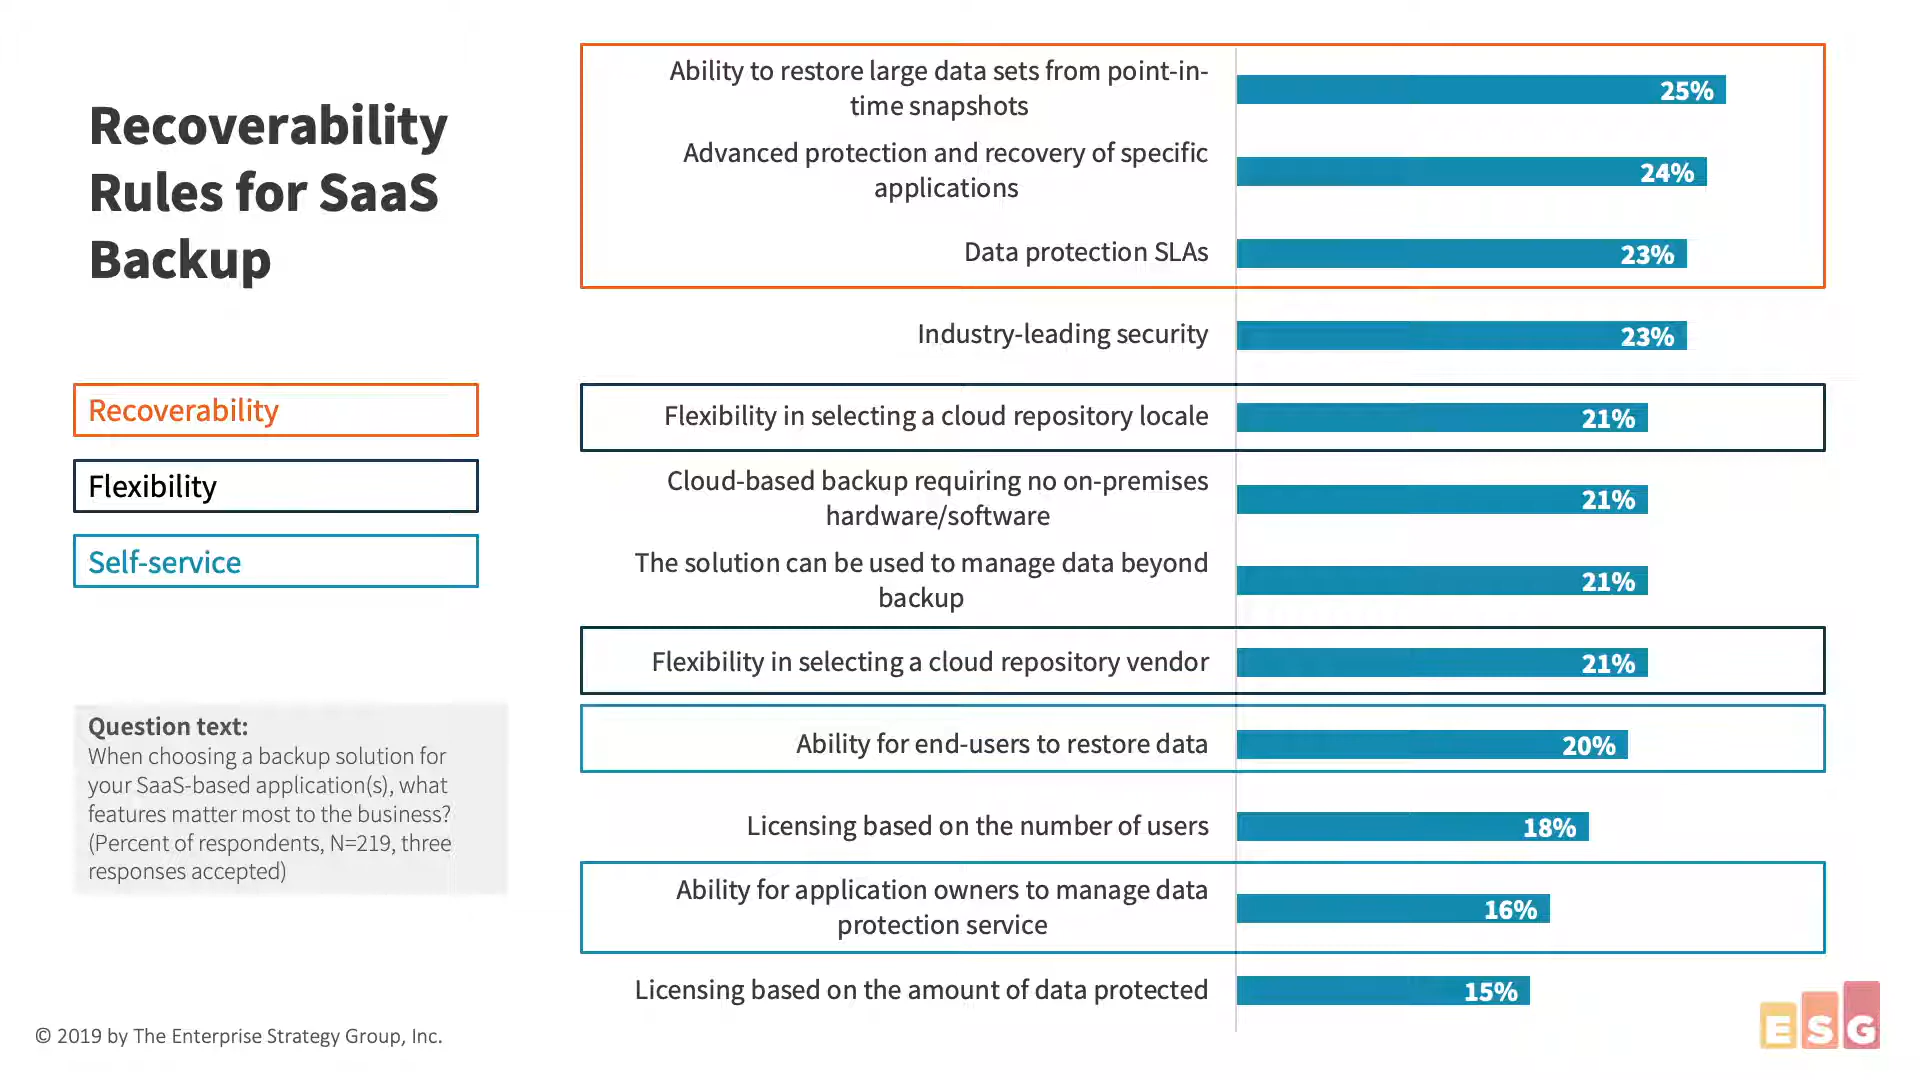 Recoverability
Rules for SaaS
Backup
Recoverability
Flexibility
Self-service
Question text:
When choosing a backup solution for
your SaaS-based application(s), what
features matter most to the business?
(Percent of respondents, N=219, three
responses accepted)
Ability to restore large data sets from point-in-
time snapshots
25%
Advanced protection and recovery of specific
applications
24%
Data protection SLAs
23%
Industry-leading security
23%
Flexibility in selecting a cloud repository locale
21%
Cloud-based backup requiring no on-premises
hardware/software
21%
The solution can be used to manage data beyond
backup
21%
Flexibility in selecting a cloud repository vendor
21%
Ability for end-users to restore data
20%
Licensing based on the number of users
18%
Ability for application owners to manage data
protection service
16%
Licensing based on the amount of data protected
15%
© 2019 by The Enterprise Strategy Group, Inc.
ESG